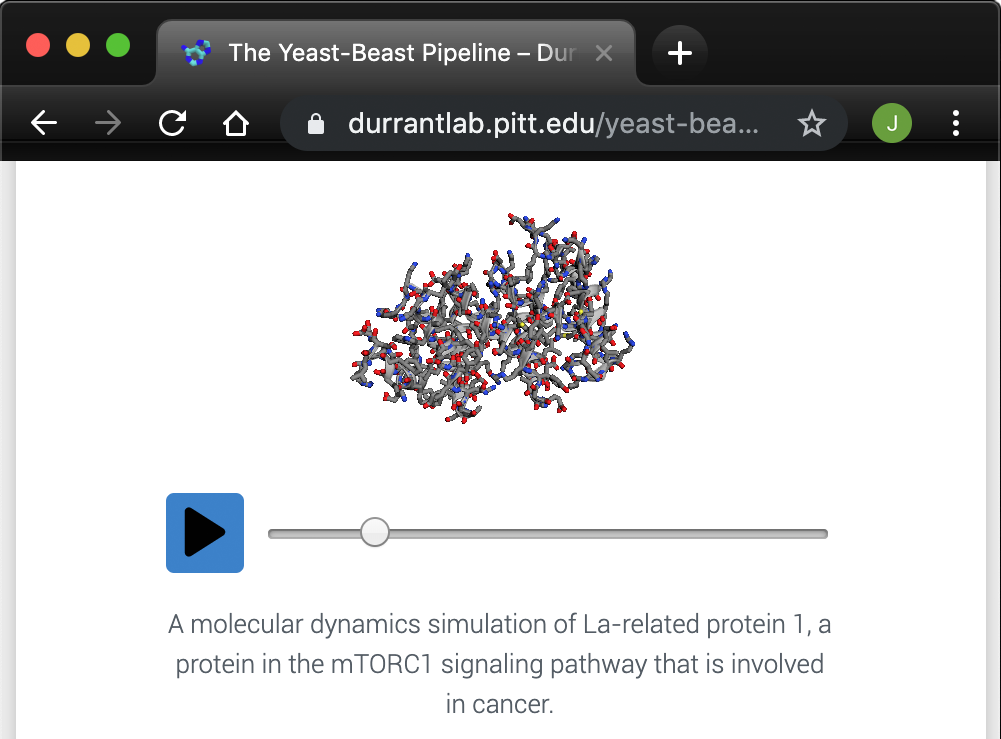 The Yeast-Beast Pipeline – Dur
durrantlab.pitt.edu/yeast-bea...
J
A molecular dynamics simulation of La-related protein 1, a
protein in the mTORC1 signaling pathway that is involved
in cancer.